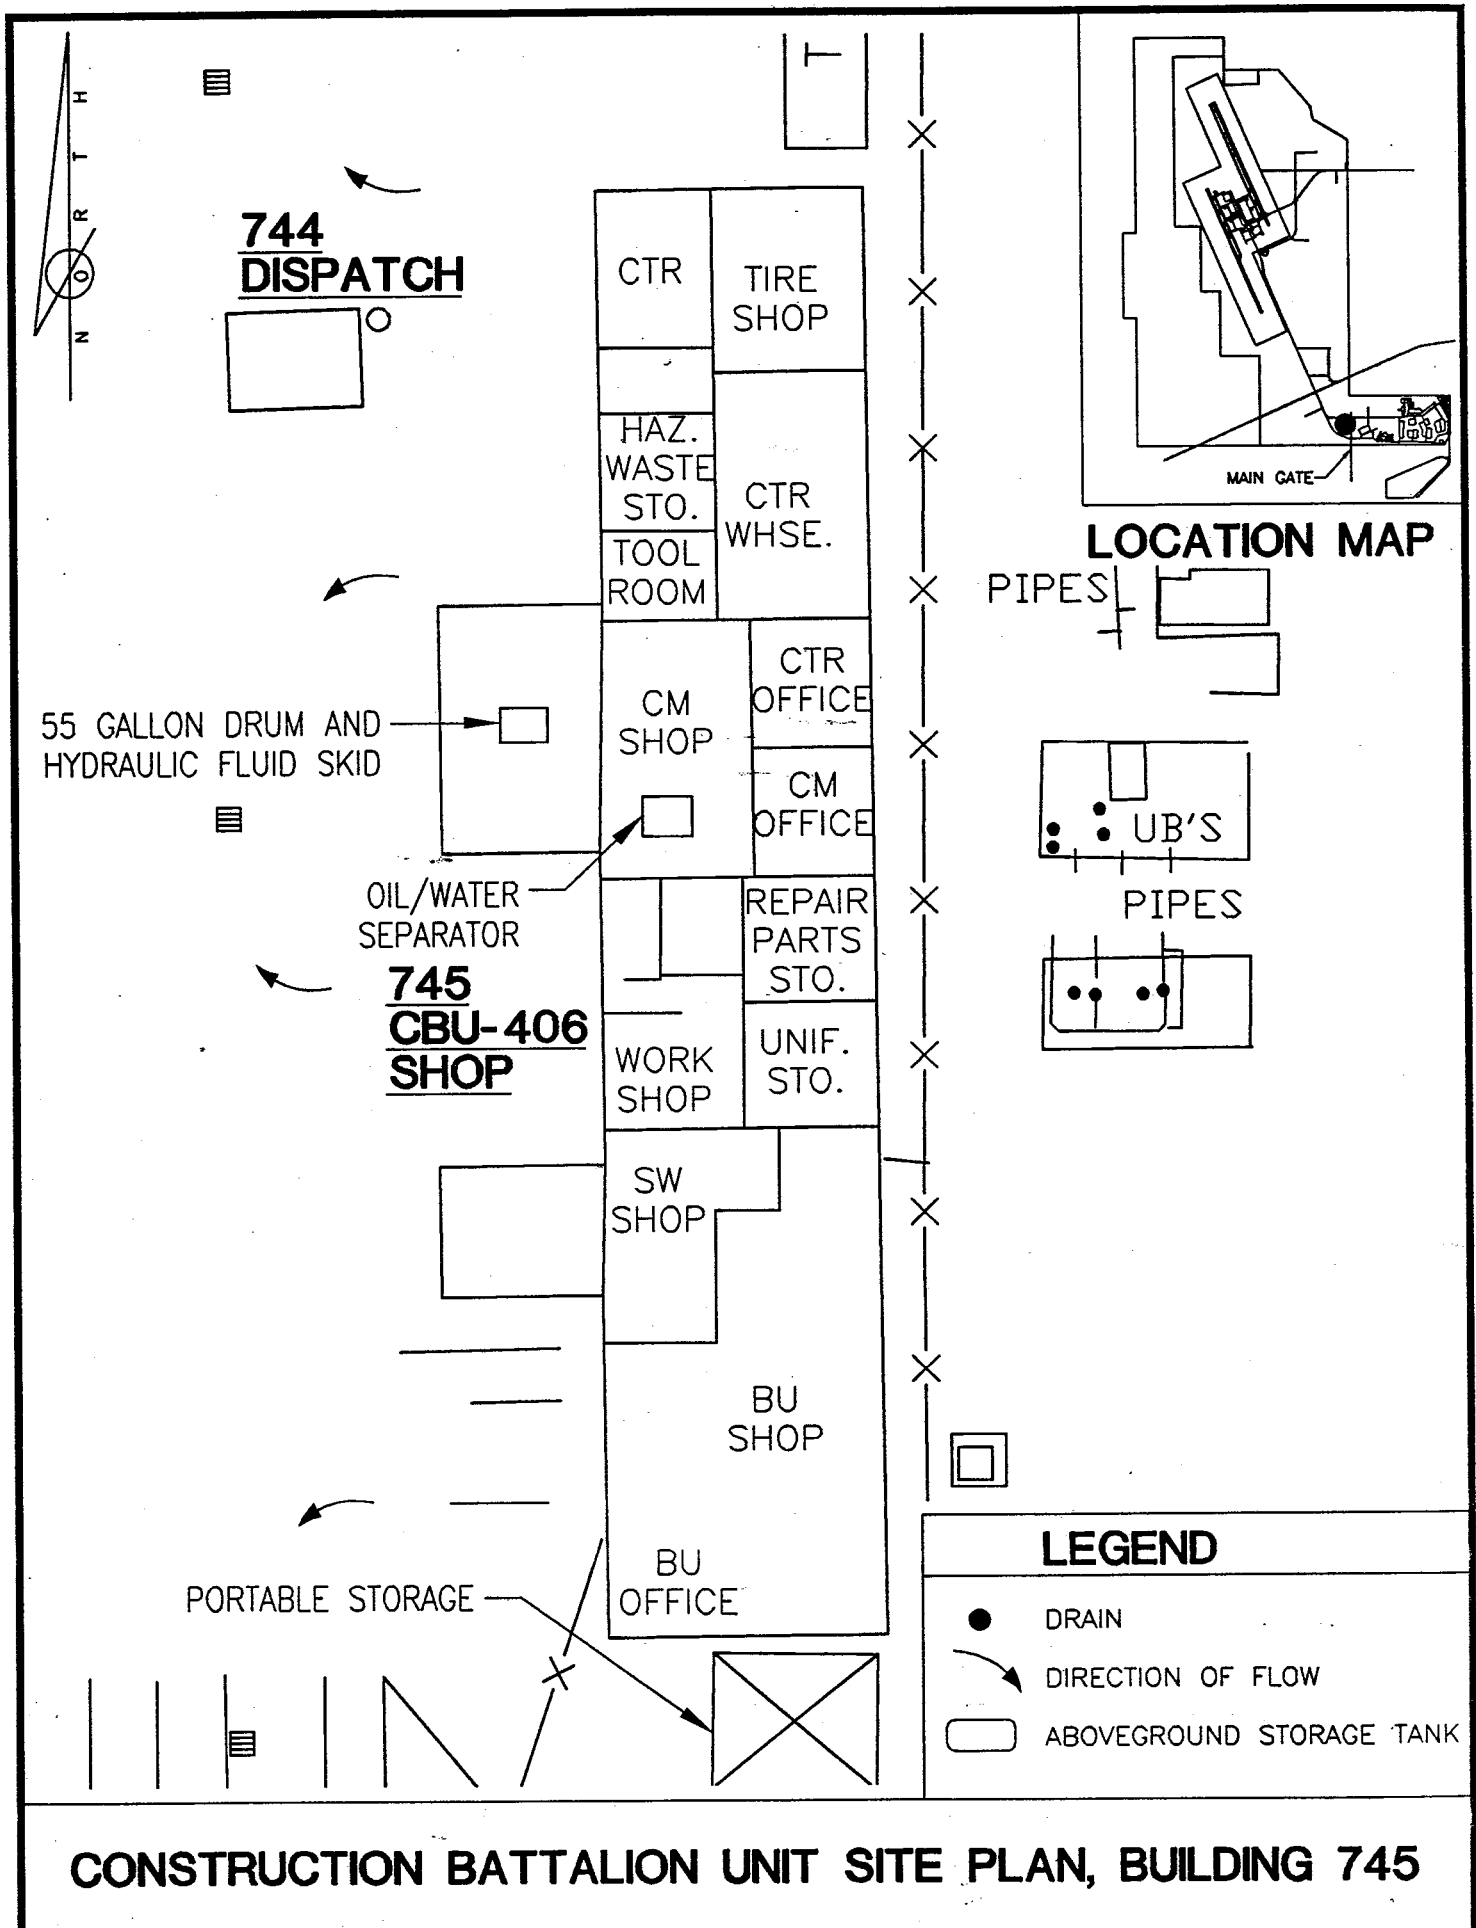 T
NORTH
744
DISPATCH
CTR
TIRE
SHOP
HAZ.
WASTE
STO.
CTR
WHSE.
TOOL
ROOM
MAIN GATE
LOCATION MAP
PIPES
CM
SHOP
CTR
OFFICE
55 GALLON DRUM AND
HYDRAULIC FLUID SKID
CM
OFFICE
UB'S
OIL/WATER
SEPARATOR
REPAIR
PARTS
STO.
PIPES
745
CBU-406
SHOP
WORK
SHOP
UNIF.
STO.
SW
SHOP
BU
SHOP
BU
OFFICE
PORTABLE STORAGE
LEGEND
DRAIN
DIRECTION OF FLOW
ABOVEGROUND STORAGE TANK
CONSTRUCTION BATTALION UNIT SITE PLAN, BUILDING 745